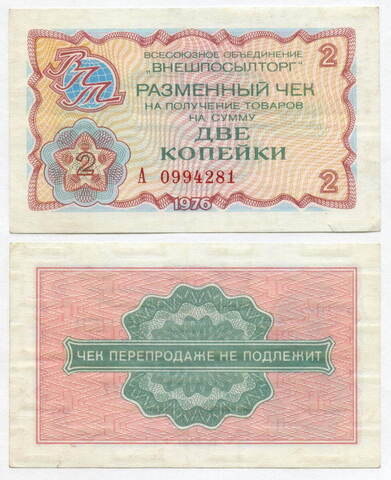 ВПТ
2
ВСЕСОЮЗНОЕ ОБЪЕДИНЕНИЕ
"ВНЕШПОСЫЛТОРГ"
РАЗМЕННЫЙ ЧЕК
НА ПОЛУЧЕНИЕ ТОВАРОВ
НА СУММУ
ДВЕ
КОПЕЙКИ
2
А 0994281
2
1976
ЧЕК ПЕРЕПРОДАЖЕ НЕ ПОДЛЕЖИТ